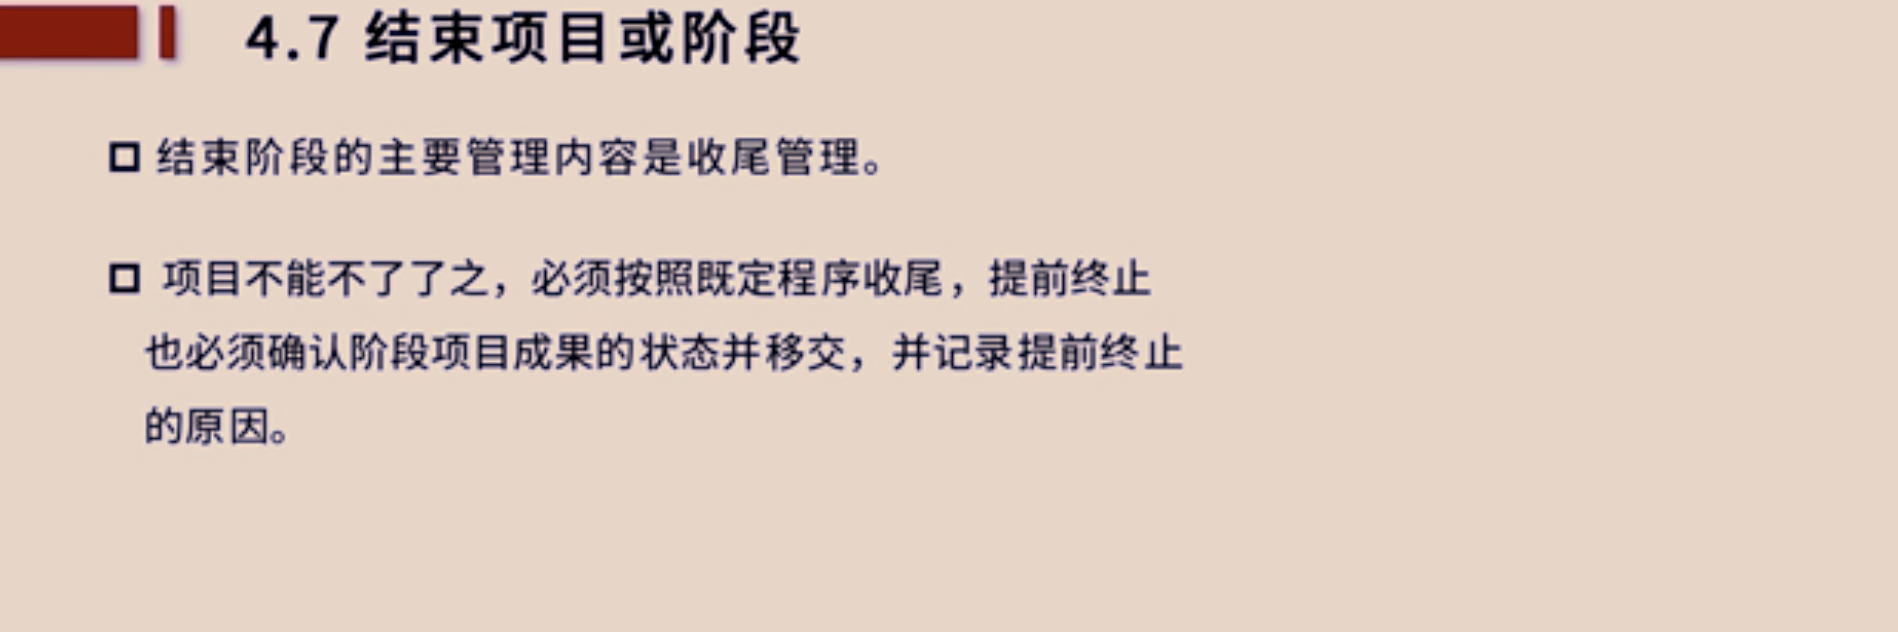 4.7 结束项目或阶段
结束阶段的主要管理内容是收尾管理。
项目不能不了了之，必须按照既定程序收尾，提前终止
也必须确认阶段项目成果的状态并移交，并记录提前终止
的原因。